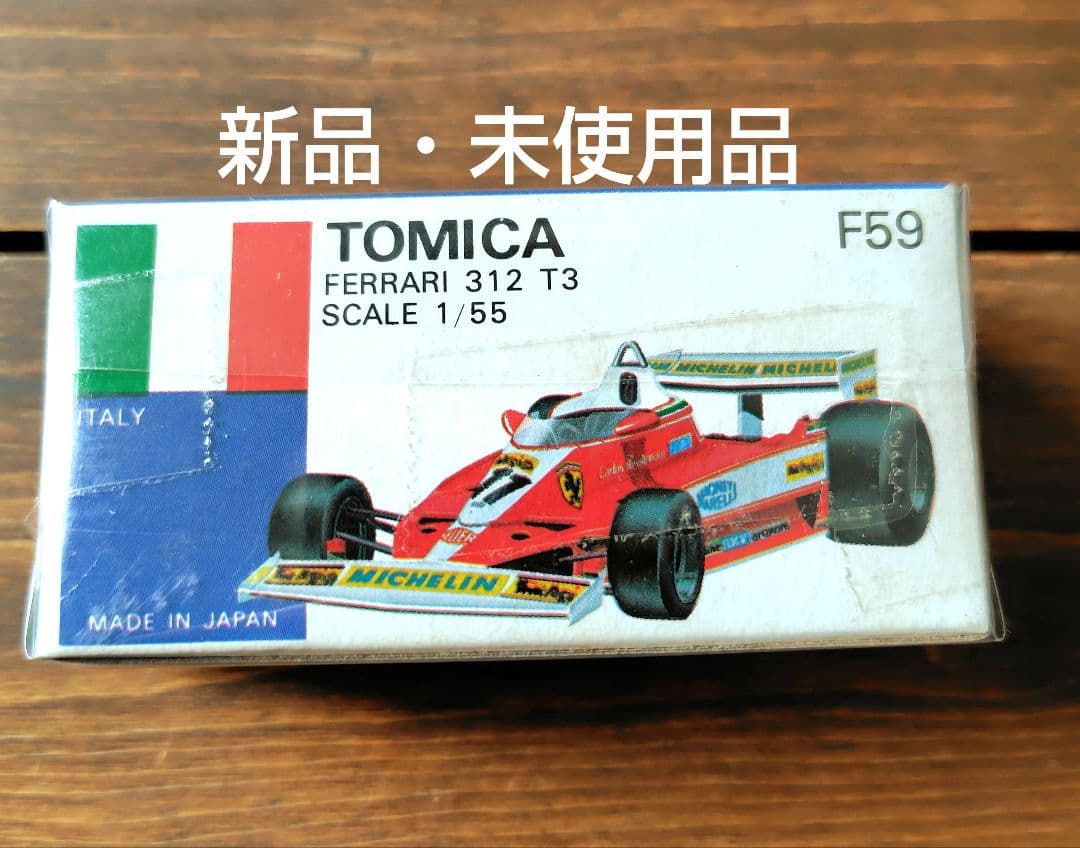 新品・未使用品
TOMICA
F59
FERRARI 312 T3
SCALE 1/55
ITALY
MICHELIN MICHELIN
MICHELIN
MADE IN JAPAN